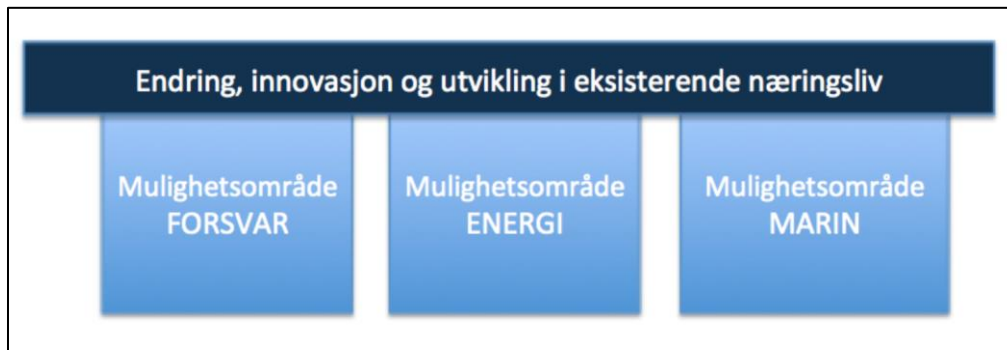 Endring, innovasjon og utvikling i eksisterende næringsliv
Mulighetsområde
FORSVAR
Mulighetsområde
ENERGI
Mulighetsområde
MARIN